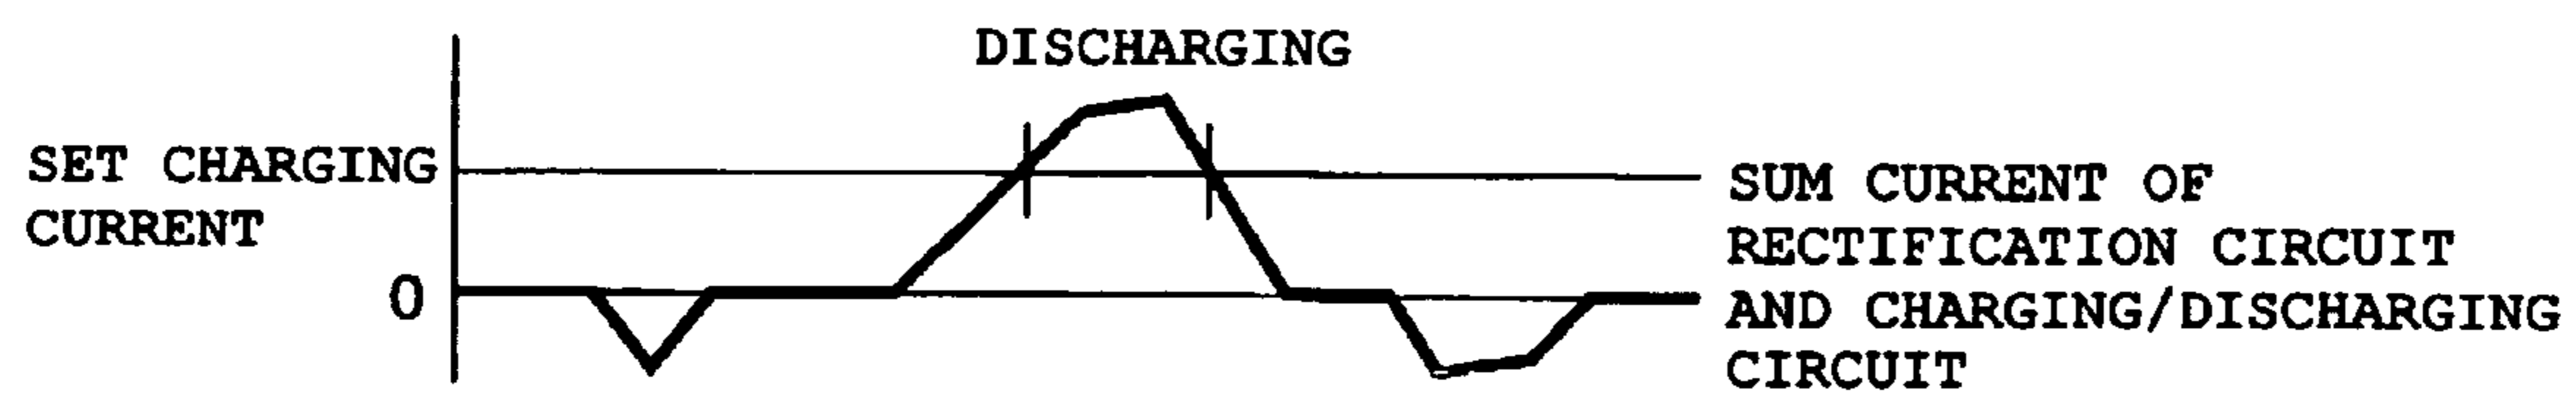 DISCHARGING
SET CHARGING
CURRENT
0
SUM CURRENT OF
RECTIFICATION CIRCUIT
AND CHARGING/DISCHARGING
CIRCUIT